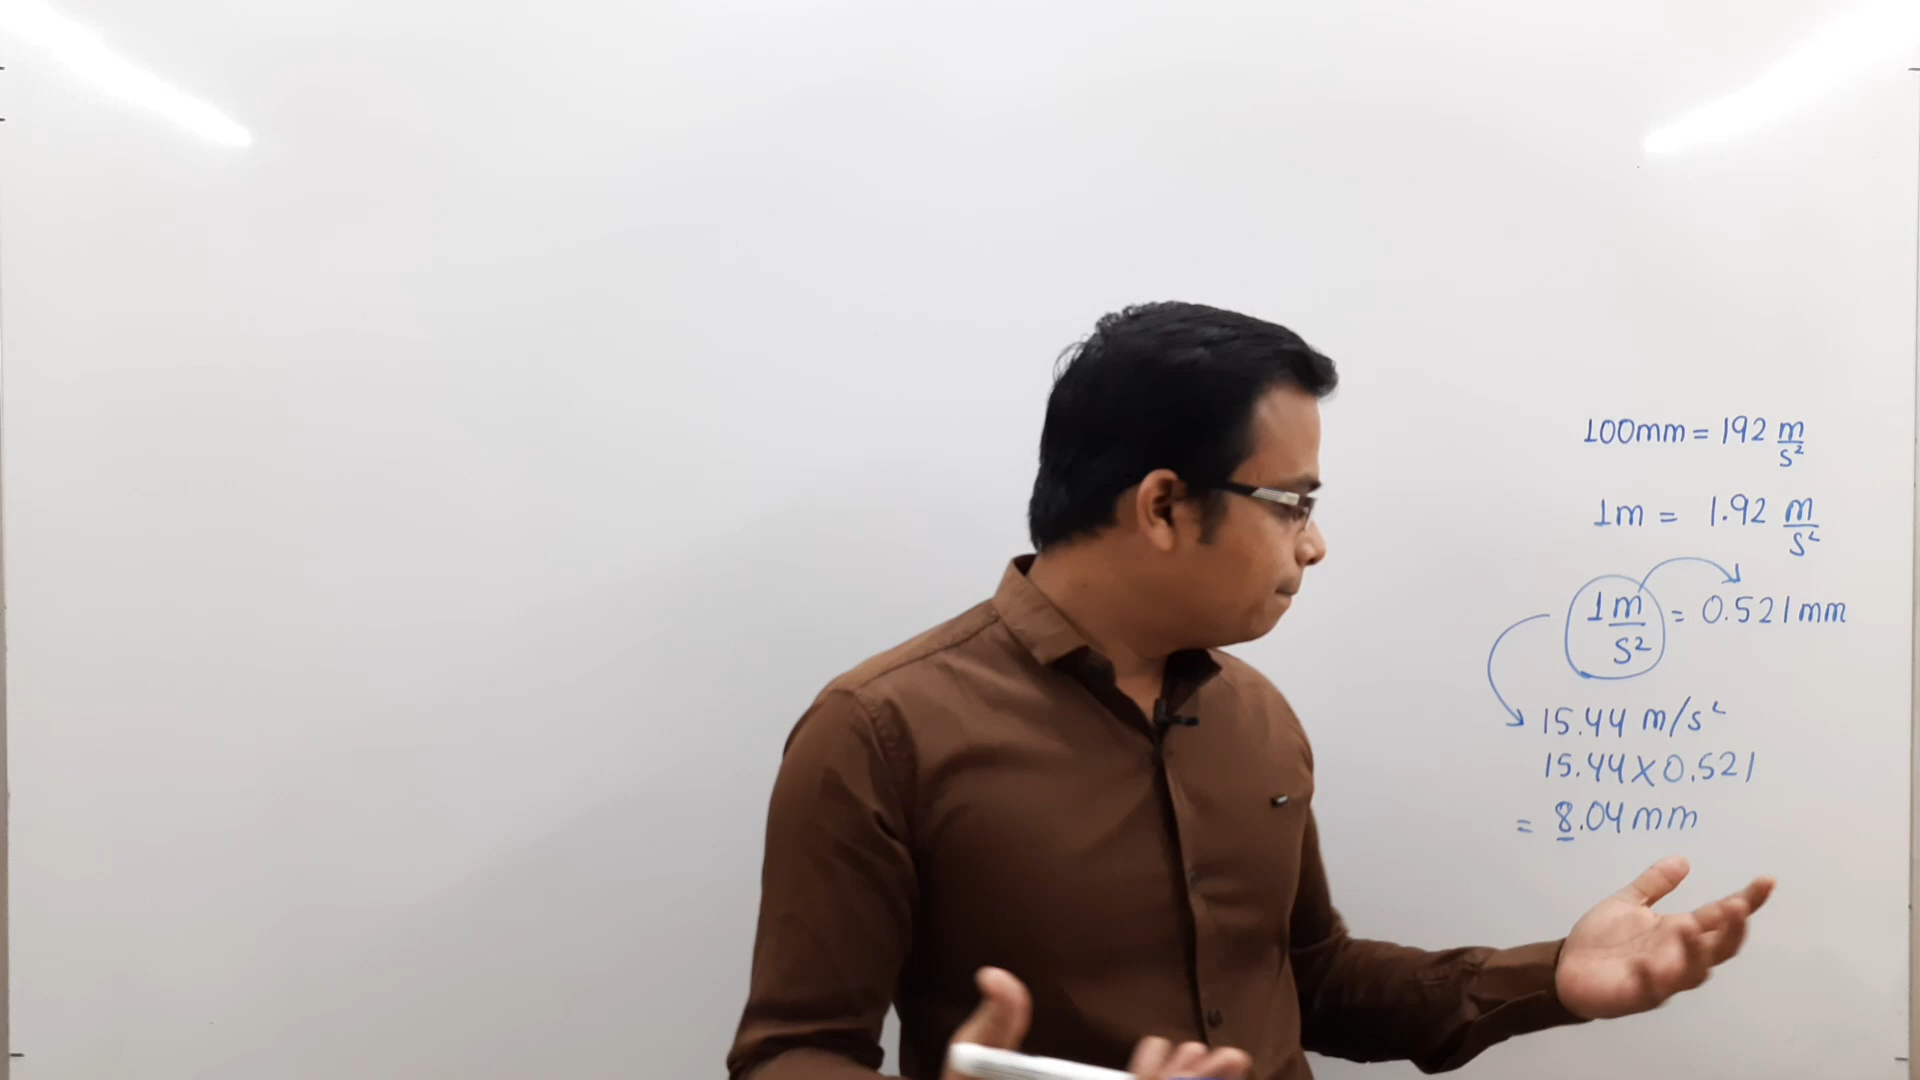 100mm = 192 m/s²
1m = 1.92 m/s²
1m/s² = 0.521mm
15.44 m/s²
15.44 X 0.521
= 8.04mm